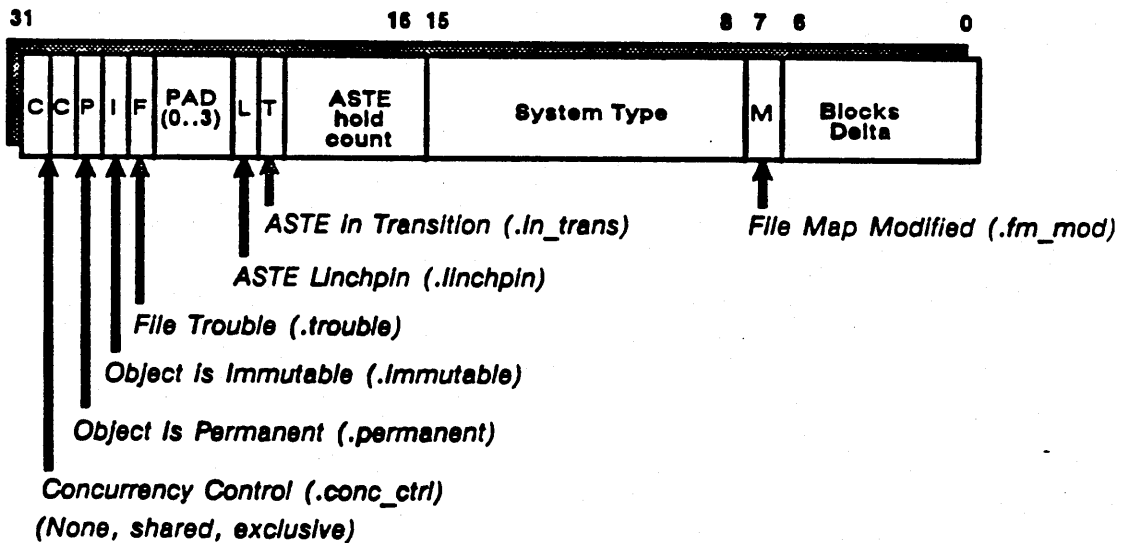 31 16 15 8 7 6 0
C C P I F PAD (0..3) L T ASTE hold count System Type M Blocks Delta
ASTE in Transition (.in_trans)
File Map Modified (.fm_mod)
ASTE Linchpin (.linchpin)
File Trouble (.trouble)
Object is Immutable (.immutable)
Object is Permanent (.permanent)
Concurrency Control (.conc_ctrl)
(None, shared, exclusive)